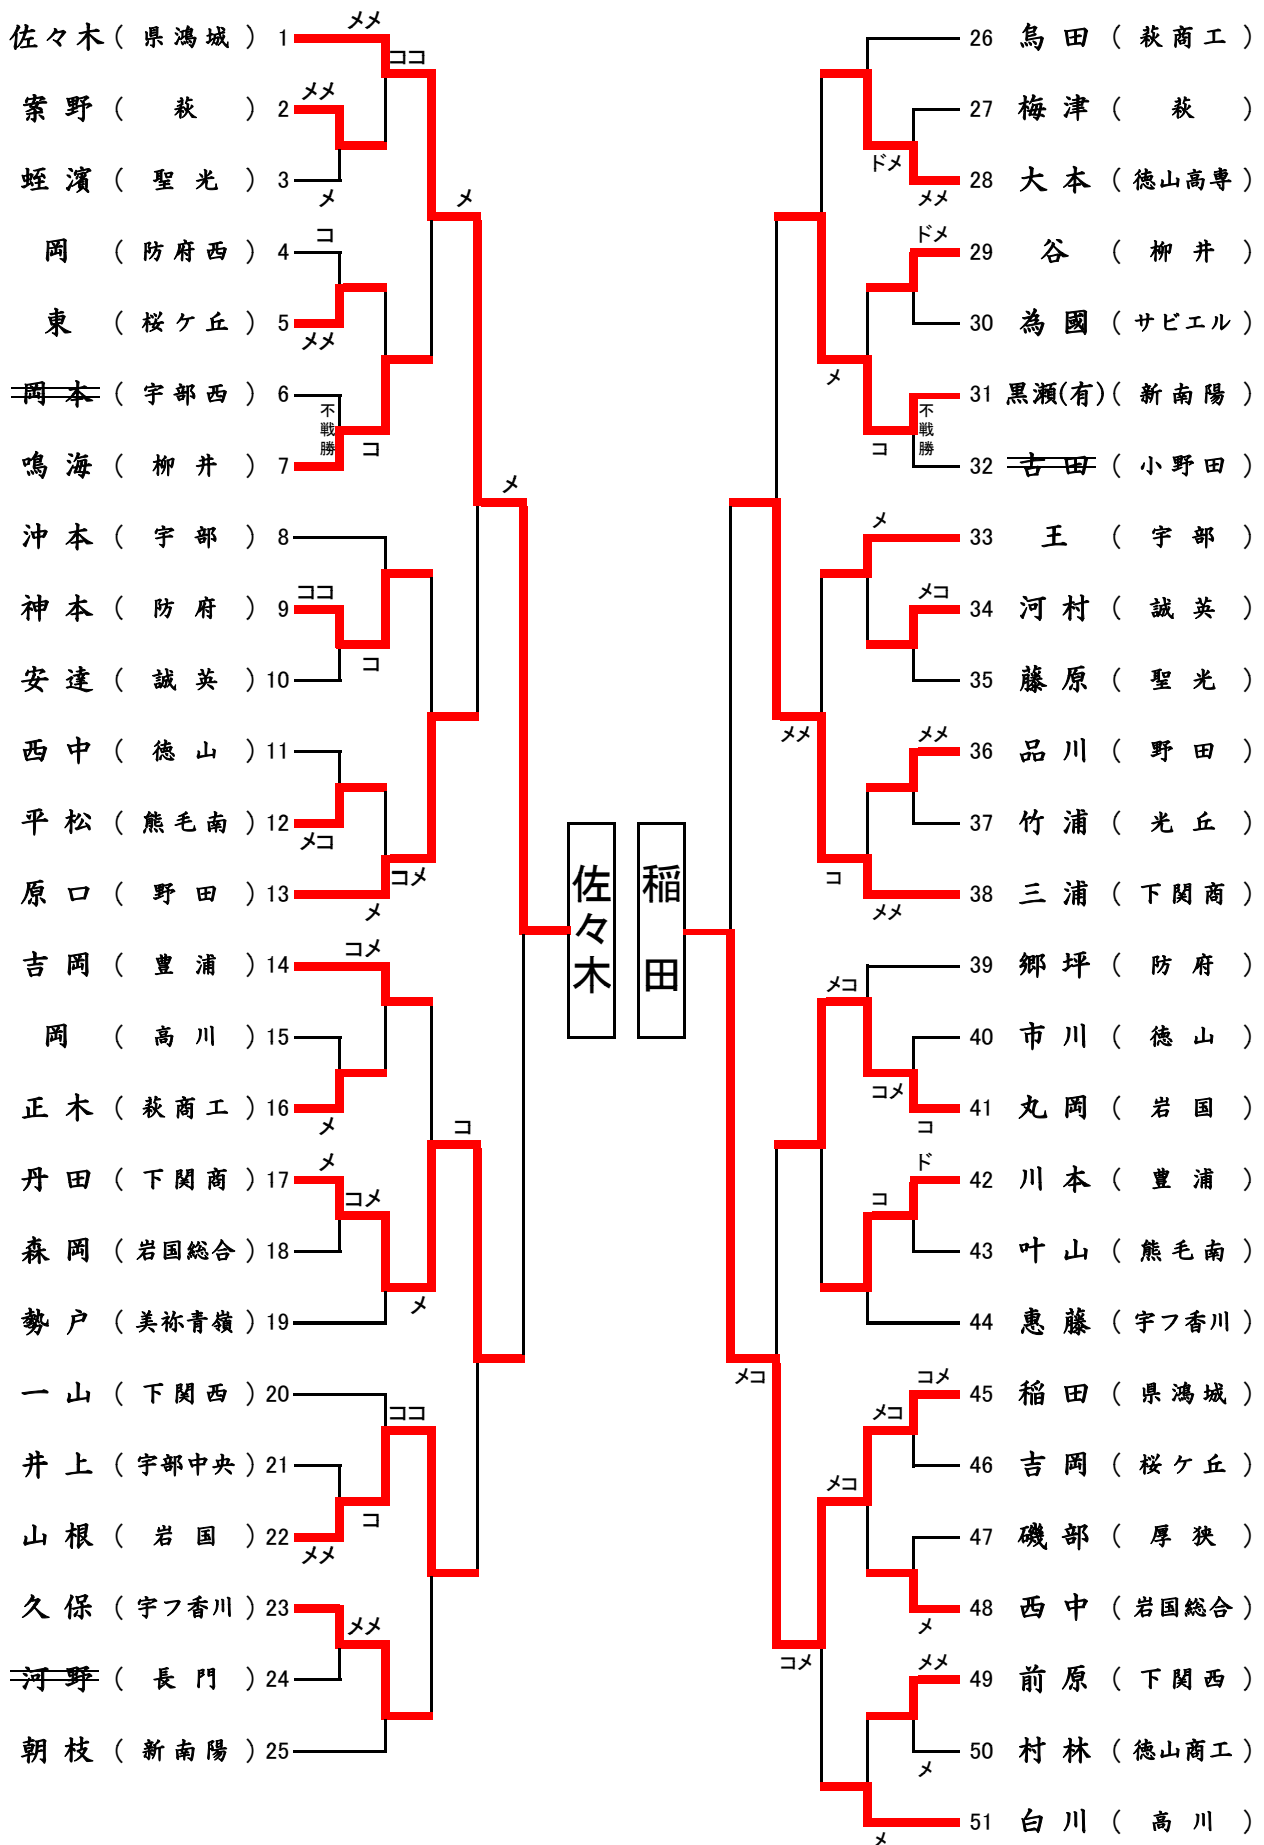 メメ
佐々木 ( 県鴻城 ) 1
ココ
メメ
案野 ( 萩 ) 2
蛭濱 ( 聖光 ) 3
メ
メ
コ
岡 ( 防府西 ) 4
東 ( 桜ケ丘 ) 5
メメ
岡本 ( 宇部西 ) 6
不戦勝
コ
鳴海 ( 柳井 ) 7
メ
沖本 ( 宇部 ) 8
ココ
神本 ( 防府 ) 9
コ
安達 ( 誠英 ) 10
西中 ( 徳山 ) 11
平松 ( 熊毛南 ) 12
メコ
コメ
原口 ( 野田 ) 13
メ
コメ
吉岡 ( 豊浦 ) 14
岡 ( 高川 ) 15
正木 ( 萩商工 ) 16
メ
コ
メ
丹田 ( 下関商 ) 17
コメ
森岡 ( 岩国総合 ) 18
メ
勢戸 ( 美祢青嶺 ) 19
一山 ( 下関西 ) 20
ココ
井上 ( 宇部中央 ) 21
コ
山根 ( 岩国 ) 22
メメ
久保 ( 宇フ香川 ) 23
メメ
河野 ( 長門 ) 24
朝枝 ( 新南陽 ) 25
佐々木
稲田
26 烏田 ( 萩商工 )
27 梅津 ( 萩 )
ドメ
28 大本 ( 徳山高専 )
メメ
ドメ
29 谷 ( 柳井 )
30 為國 ( サビエル )
メ
31 黒瀬(有) ( 新南陽 )
不戦勝
コ
32 古田 ( 小野田 )
メ
33 王 ( 宇部 )
メコ
34 河村 ( 誠英 )
35 藤原 ( 聖光 )
メメ
メメ
36 品川 ( 野田 )
37 竹浦 ( 光丘 )
コ
38 三浦 ( 下関商 )
メメ
39 郷坪 ( 防府 )
メコ
40 市川 ( 徳山 )
コメ
41 丸岡 ( 岩国 )
コ
ド
42 川本 ( 豊浦 )
コ
43 叶山 ( 熊毛南 )
44 惠藤 ( 宇フ香川 )
メコ
コメ
45 稲田 ( 県鴻城 )
メコ
46 吉岡 ( 桜ケ丘 )
メコ
47 磯部 ( 厚狭 )
48 西中 ( 岩国総合 )
メ
コメ
メメ
49 前原 ( 下関西 )
50 村林 ( 徳山商工 )
メ
51 白川 ( 高川 )
メ